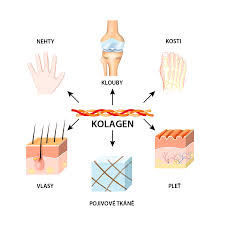 NEHTY
KOSTI
KLOUBY
KOLAGEN
VLASY
PLEŤ
POJIVOVÉ TKÁNĚ